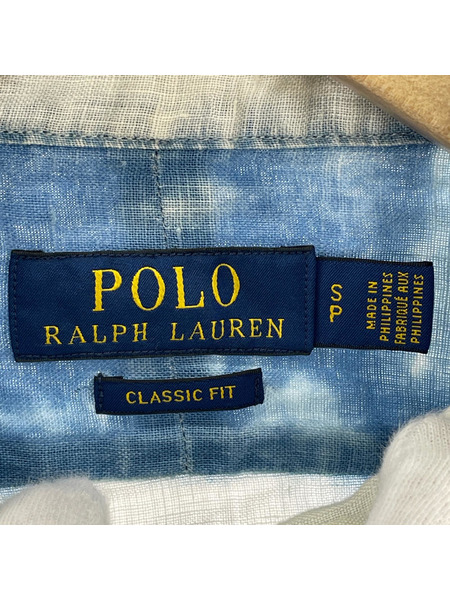 POLO
RALPH LAUREN
S
P
MADE IN
PHILIPPINES
FABRIQUÉ AUX
PHILIPPINES
CLASSIC FIT